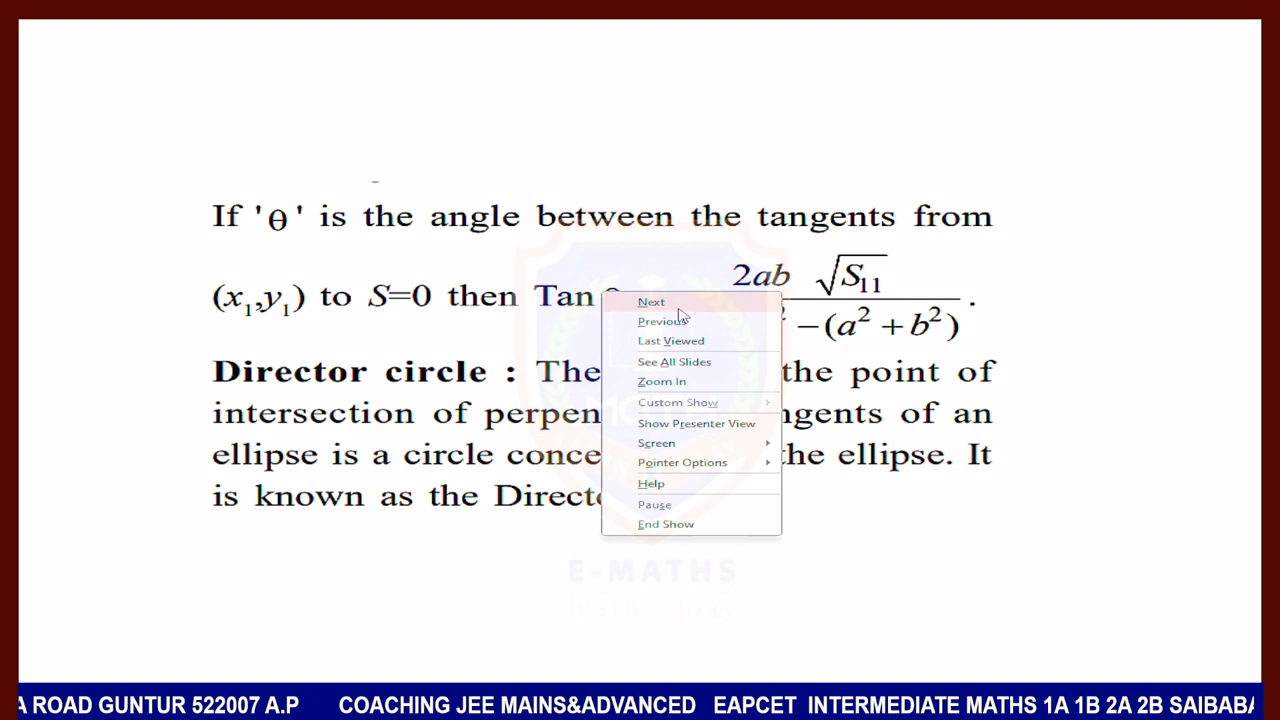 If 'θ' is the angle between the tangents from
(x₁,y₁) to S=0 then Tan 2ab √S₁₁
² −(a² + b²) .
Director circle : The the point of
intersection of perpen gents of an
ellipse is a circle conce the ellipse. It
is known as the Direct
Next
Previous
Last Viewed
See All Slides
Zoom In
Custom Show
Show Presenter View
Screen
Pointer Options
Help
Pause
End Show
E-MATHS
A ROAD GUNTUR 522007 A.P COACHING JEE MAINS&ADVANCED EAPCET INTERMEDIATE MATHS 1A 1B 2A 2B SAIBABA